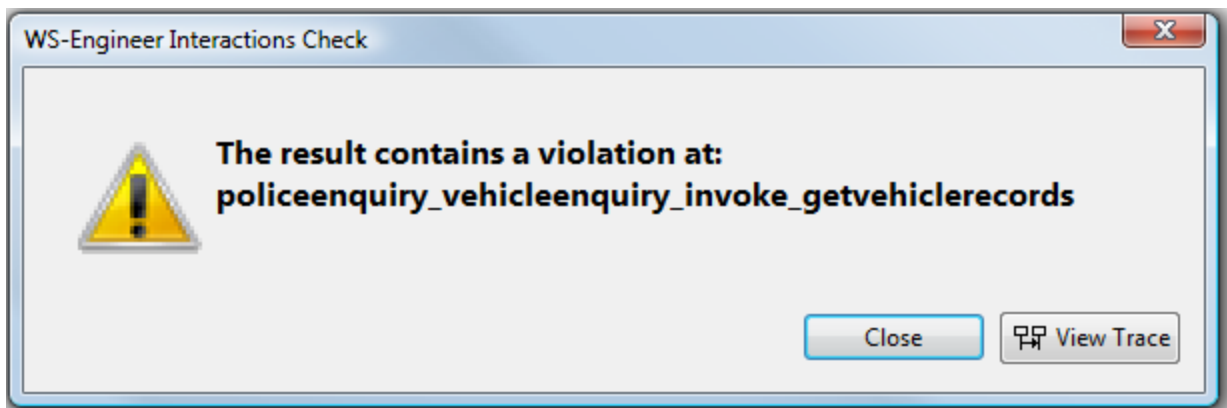 WS-Engineer Interactions Check
The result contains a violation at:
policeenquiry_vehicleenquiry_invoke_getvehiclerecords
Close
View Trace